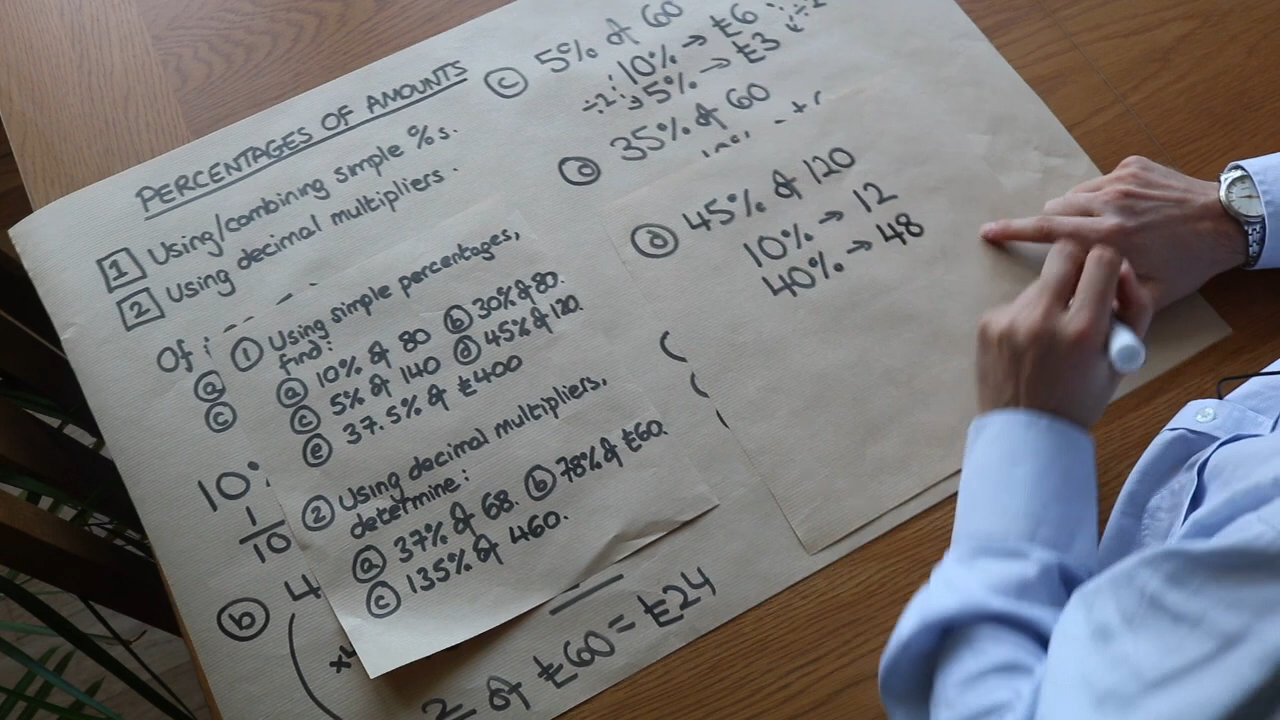 PERCENTAGES OF AMOUNTS
1 Using/combining simple %s.
2 Using decimal multipliers.
Of
a
c
10
1
10
b 4
x4
2 of £60 = £24
1 Using simple percentages,
find:
a 10% of 80 b 30% of 80.
c 5% of 140 d 45% of 120.
e 37.5% of £400
2 Using decimal multipliers,
determine:
a 37% of 68. b 78% of £60.
c 135% of 460.
c 5% of 60
10% → £6
÷2
÷2 5% → £3
d 35% of 60
d 45% of 120
10% → 12
40% → 48